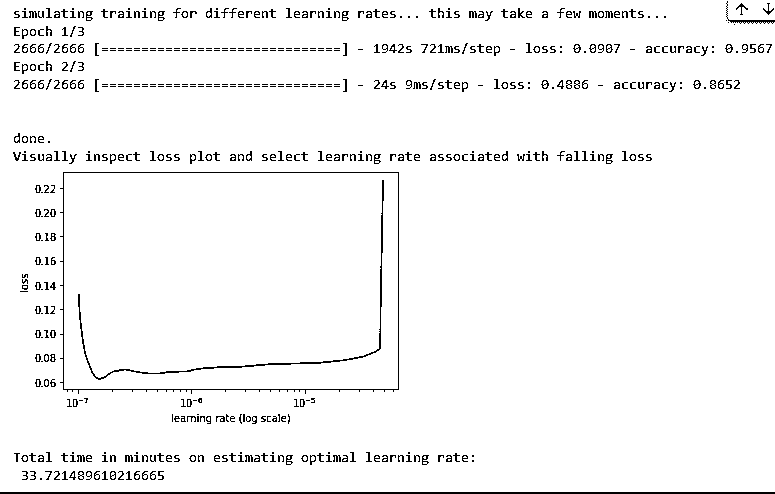 simulating training for different learning rates... this may take a few moments...
Epoch 1/3
2666/2666 [==============================] - 1942s 721ms/step - loss: 0.0907 - accuracy: 0.9567
Epoch 2/3
2666/2666 [==============================] - 24s 9ms/step - loss: 0.4886 - accuracy: 0.8652
done.
Visually inspect loss plot and select learning rate associated with falling loss
0.22
0.20
0.18
0.16
0.14
0.12
0.10
0.08
0.06
loss
10⁻⁷ 10⁻⁶ 10⁻⁵
learning rate (log scale)
Total time in minutes on estimating optimal learning rate:
33.721489610216665